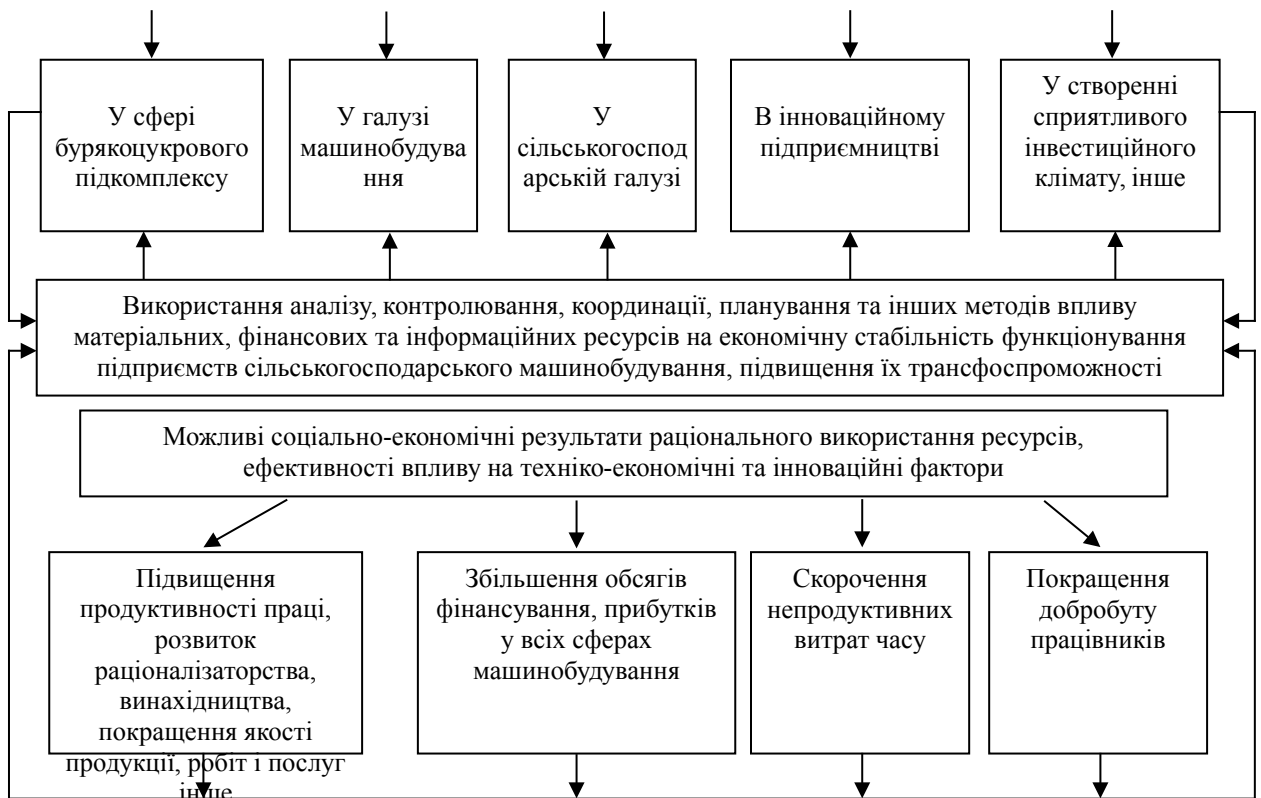 У сфері
бурякоцукрового
підкомплексу
У галузі
машинобудува
ння
У
сільськогоспод
арській галузі
В інноваційному
підприємництві
У створенні
сприятливого
інвестиційного
клімату, інше
Використання аналізу, контролювання, координації, планування та інших методів впливу
матеріальних, фінансових та інформаційних ресурсів на економічну стабільність функціонування
підприємств сільськогосподарського машинобудування, підвищення їх трансфоспроможності
Можливі соціально-економічні результати раціонального використання ресурсів,
ефективності впливу на техніко-економічні та інноваційні фактори
Підвищення
продуктивності праці,
розвиток
раціоналізаторства,
винахідництва,
покращення якості
продукції, робіт і послуг
інше
Збільшення обсягів
фінансування, прибутків
у всіх сферах
машинобудування
Скорочення
непродуктивних
витрат часу
Покращення
добробуту
працівників